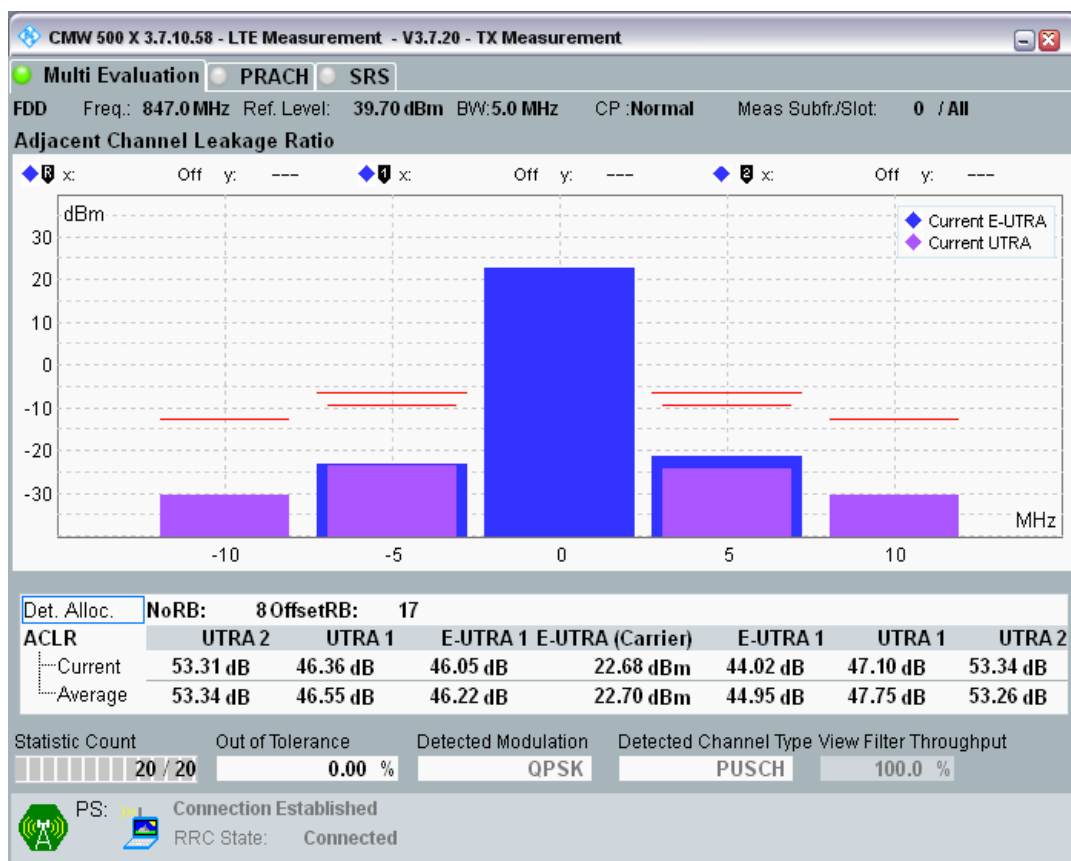 CMW 500 X 3.7.10.58 - LTE Measurement - V3.7.20 - TX Measurement
Multi Evaluation PRACH SRS
FDD Freq.: 847.0 MHz Ref. Level: 39.70 dBm BW:5.0 MHz CP :Normal Meas Subfr./Slot: 0 / All
Adjacent Channel Leakage Ratio
R x: Off y: --- 1 x: Off y: --- 2 x: Off y: ---
dBm
Current E-UTRA
Current UTRA
30
20
10
0
-10
-20
-30
MHz
-10 -5 0 5 10
Det. Alloc. NoRB: 8 OffsetRB: 17
ACLR UTRA 2 UTRA 1 E-UTRA 1 E-UTRA (Carrier) E-UTRA 1 UTRA 1 UTRA 2
Current 53.31 dB 46.36 dB 46.05 dB 22.68 dBm 44.02 dB 47.10 dB 53.34 dB
Average 53.34 dB 46.55 dB 46.22 dB 22.70 dBm 44.95 dB 47.75 dB 53.26 dB
Statistic Count Out of Tolerance Detected Modulation Detected Channel Type View Filter Throughput
20 / 20 0.00 % QPSK PUSCH 100.0 %
PS: Connection Established
RRC State: Connected